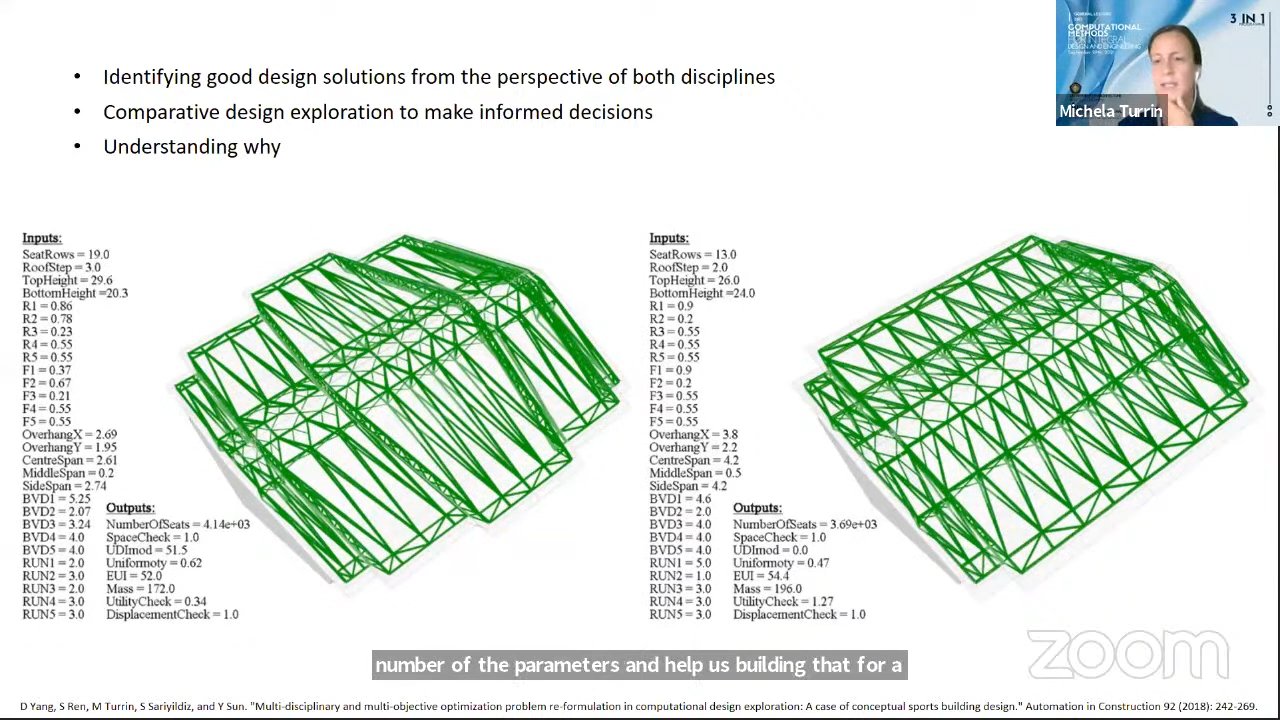 • Identifying good design solutions from the perspective of both disciplines
• Comparative design exploration to make informed decisions
• Understanding why
3 IN 1
COMPUTATIONAL
METHODS
FOR INTEGRAL
DESIGN AND ENGINEERING
Michela Turrin
Inputs:
SeatRows = 19.0
RoofStep = 3.0
TopHeight = 29.6
BottomHeight =20.3
R1 = 0.86
R2 = 0.78
R3 = 0.23
R4 = 0.55
R5 = 0.55
F1 = 0.37
F2 = 0.67
F3 = 0.21
F4 = 0.55
F5 = 0.55
OverhangX = 2.69
OverhangY = 1.95
CentreSpan = 2.61
MiddleSpan = 0.2
SideSpan = 2.74
BVD1 = 5.25
BVD2 = 2.07
BVD3 = 3.24
BVD4 = 4.0
BVD5 = 4.0
RUN1 = 2.0
RUN2 = 3.0
RUN3 = 2.0
RUN4 = 3.0
RUN5 = 3.0
Outputs:
NumberOfSeats = 4.14e+03
SpaceCheck = 1.0
UDImod = 51.5
Uniformoty = 0.62
EUI = 52.0
Mass = 172.0
UtilityCheck = 0.34
DisplacementCheck = 1.0
Inputs:
SeatRows = 13.0
RoofStep = 2.0
TopHeight = 26.0
BottomHeight =24.0
R1 = 0.9
R2 = 0.2
R3 = 0.55
R4 = 0.55
R5 = 0.55
F1 = 0.9
F2 = 0.2
F3 = 0.55
F4 = 0.55
F5 = 0.55
OverhangX = 3.8
OverhangY = 2.2
CentreSpan = 4.2
MiddleSpan = 0.5
SideSpan = 4.2
BVD1 = 4.6
BVD2 = 2.0
BVD3 = 4.0
BVD4 = 4.0
BVD5 = 4.0
RUN1 = 5.0
RUN2 = 1.0
RUN3 = 3.0
RUN4 = 3.0
RUN5 = 3.0
Outputs:
NumberOfSeats = 3.69e+03
SpaceCheck = 1.0
UDImod = 0.0
Uniformoty = 0.47
EUI = 54.4
Mass = 196.0
UtilityCheck = 1.27
DisplacementCheck = 1.0
zoom
number of the parameters and help us building that for a
D Yang, S Ren, M Turrin, S Sariyildiz, and Y Sun. "Multi-disciplinary and multi-objective optimization problem re-formulation in computational design exploration: A case of conceptual sports building design." Automation in Construction 92 (2018): 242-269.